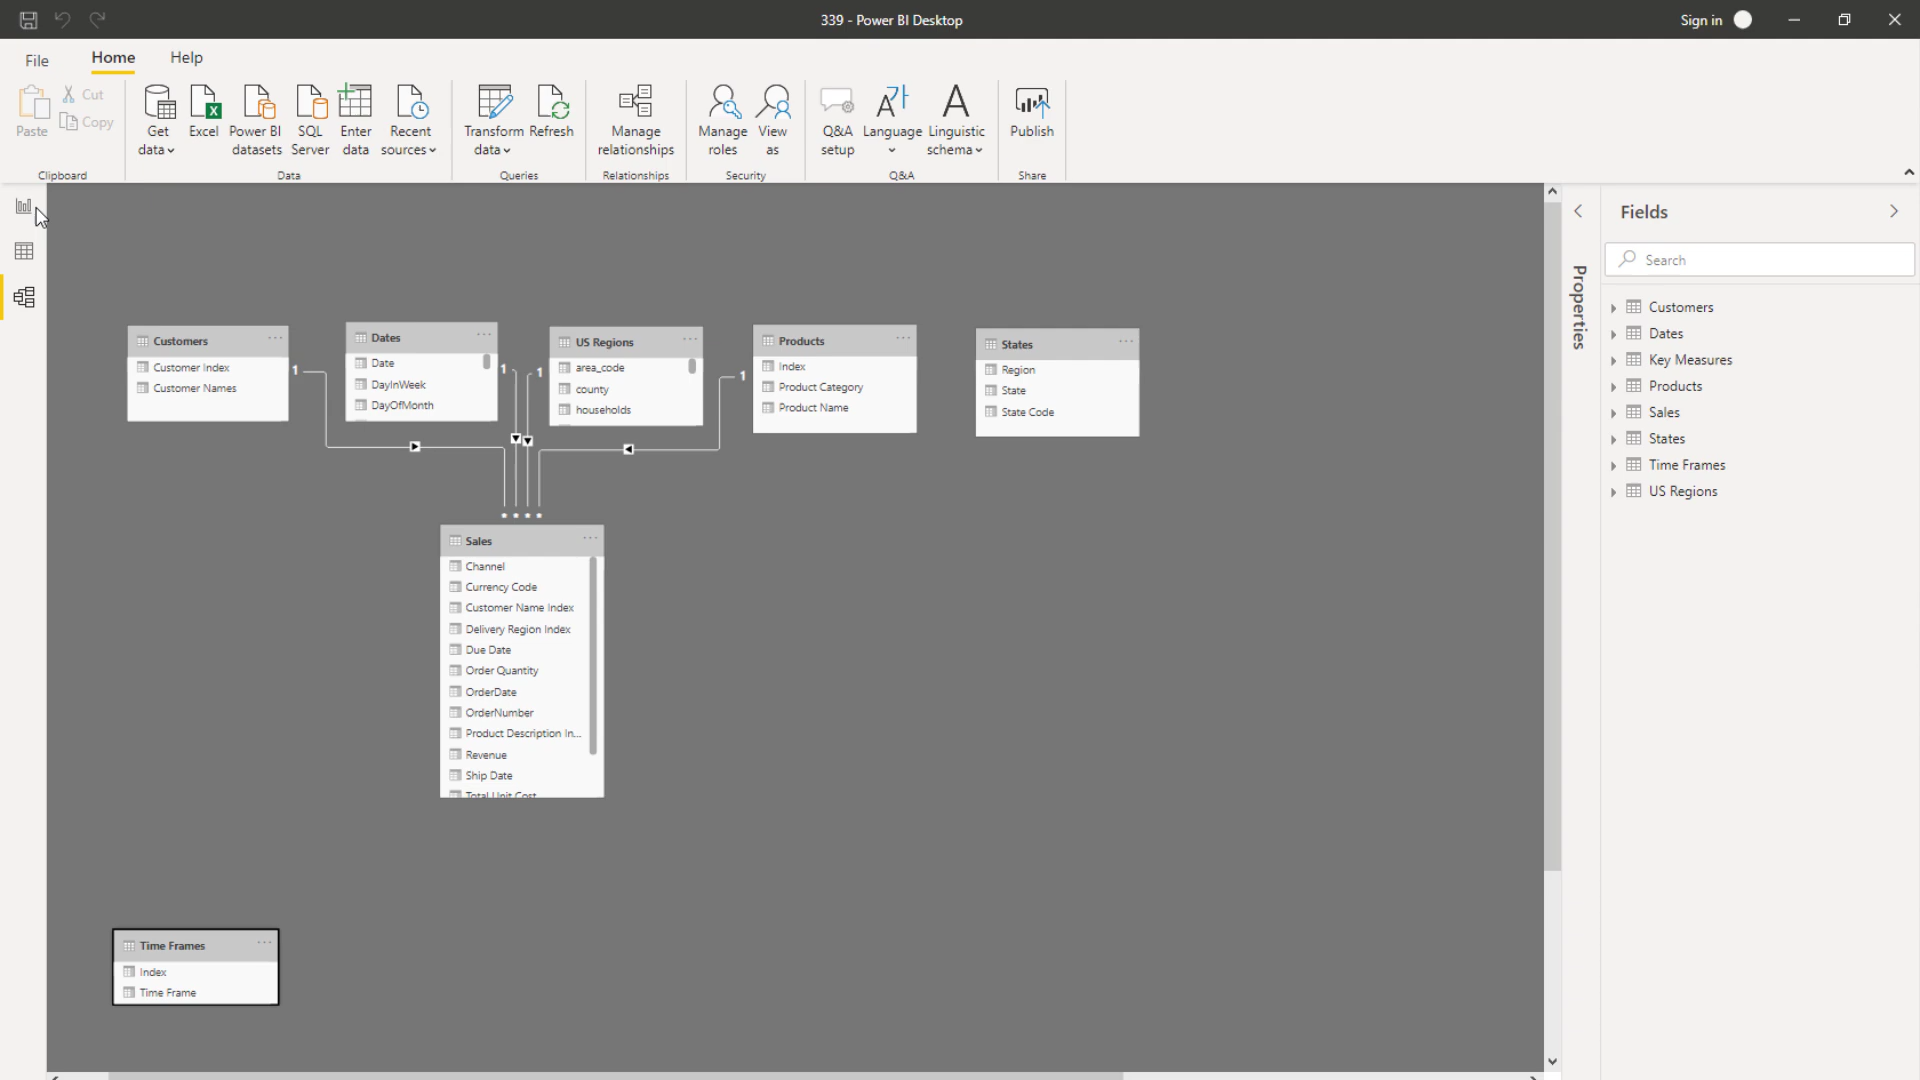 339 - Power BI Desktop
Sign in
File
Home
Help
Paste
Cut
Copy
Clipboard
Get data
Excel
Power BI datasets
SQL Server
Enter data
Recent sources
Data
Transform data
Refresh
Queries
Manage relationships
Relationships
Manage roles
View as
Security
Q&A setup
Language
Linguistic schema
Q&A
Publish
Share
Customers
Customer Index
Customer Names
1
Dates
Date
DayInWeek
DayOfMonth
1
1
US Regions
area_code
county
households
1
Products
Index
Product Category
Product Name
States
Region
State
State Code
* * * *
Sales
Channel
Currency Code
Customer Name Index
Delivery Region Index
Due Date
Order Quantity
OrderDate
OrderNumber
Product Description In...
Revenue
Ship Date
Total Unit Cost
Time Frames
Index
Time Frame
Properties
Fields
Search
Customers
Dates
Key Measures
Products
Sales
States
Time Frames
US Regions